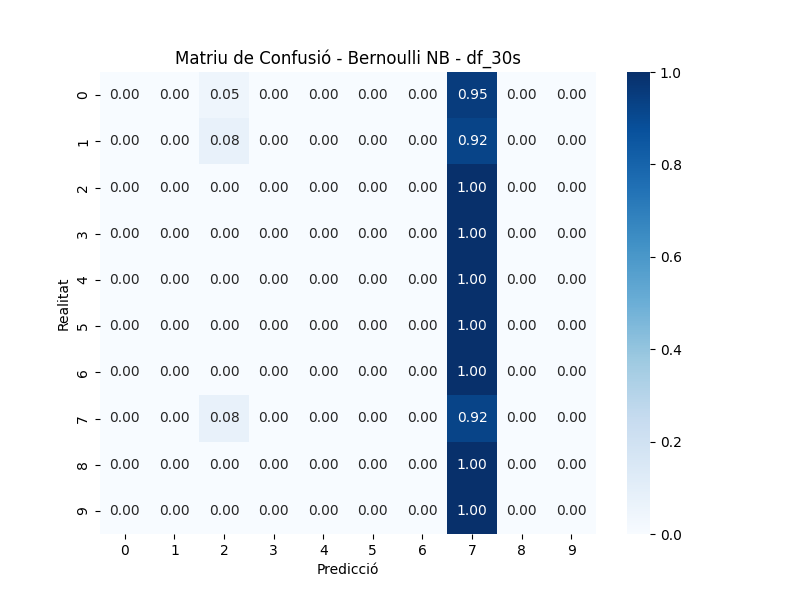 Matriu de Confusió - Bernoulli NB - df_30s
0 0.00 0.00 0.05 0.00 0.00 0.00 0.00 0.95 0.00 0.00
1 0.00 0.00 0.08 0.00 0.00 0.00 0.00 0.92 0.00 0.00
2 0.00 0.00 0.00 0.00 0.00 0.00 0.00 1.00 0.00 0.00
3 0.00 0.00 0.00 0.00 0.00 0.00 0.00 1.00 0.00 0.00
4 0.00 0.00 0.00 0.00 0.00 0.00 0.00 1.00 0.00 0.00
5 0.00 0.00 0.00 0.00 0.00 0.00 0.00 1.00 0.00 0.00
6 0.00 0.00 0.00 0.00 0.00 0.00 0.00 1.00 0.00 0.00
7 0.00 0.00 0.08 0.00 0.00 0.00 0.00 0.92 0.00 0.00
8 0.00 0.00 0.00 0.00 0.00 0.00 0.00 1.00 0.00 0.00
9 0.00 0.00 0.00 0.00 0.00 0.00 0.00 1.00 0.00 0.00
0 1 2 3 4 5 6 7 8 9
Predicció
Realitat
1.0
0.8
0.6
0.4
0.2
0.0